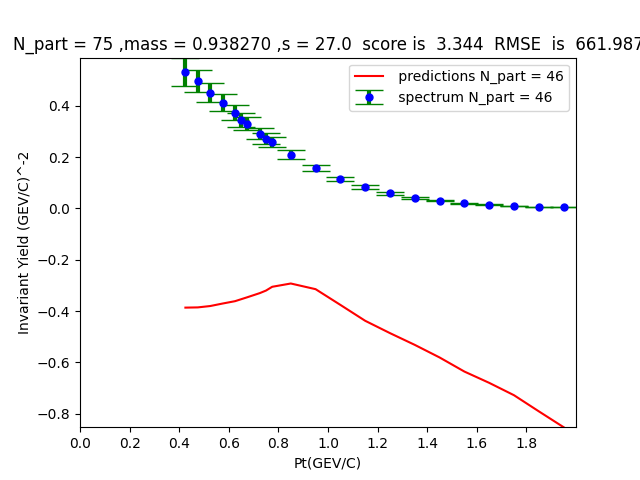 N_part = 75 ,mass = 0.938270 ,s = 27.0  score is  3.344  RMSE  is  661.987
predictions N_part = 46
spectrum N_part = 46
Invariant Yield (GEV/C)^-2
0.4
0.2
0.0
−0.2
−0.4
−0.6
−0.8
0.0 0.2 0.4 0.6 0.8 1.0 1.2 1.4 1.6 1.8
Pt(GEV/C)